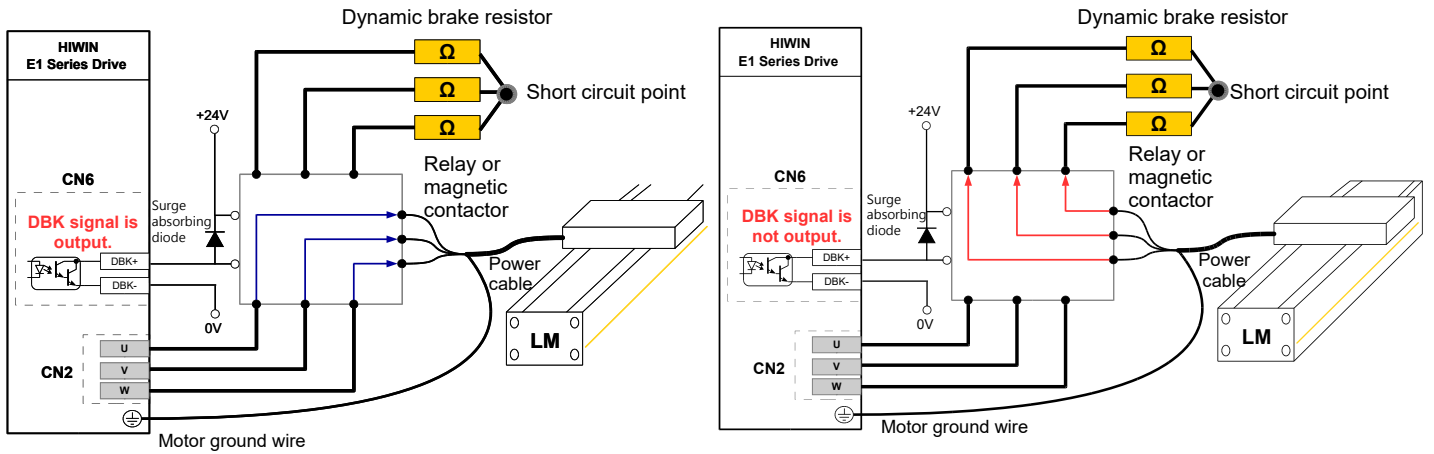 Dynamic brake resistor
HIWIN
E1 Series Drive
Ω
Ω
Ω
Short circuit point
+24V
Relay or
magnetic
contactor
CN6
Surge
absorbing
diode
DBK signal is
output.
DBK+
DBK-
0V
Power
cable
LM
CN2
U
V
W
Motor ground wire
Dynamic brake resistor
HIWIN
E1 Series Drive
Ω
Ω
Ω
Short circuit point
+24V
Relay or
magnetic
contactor
CN6
Surge
absorbing
diode
DBK signal is
not output.
DBK+
DBK-
0V
Power
cable
LM
CN2
U
V
W
Motor ground wire